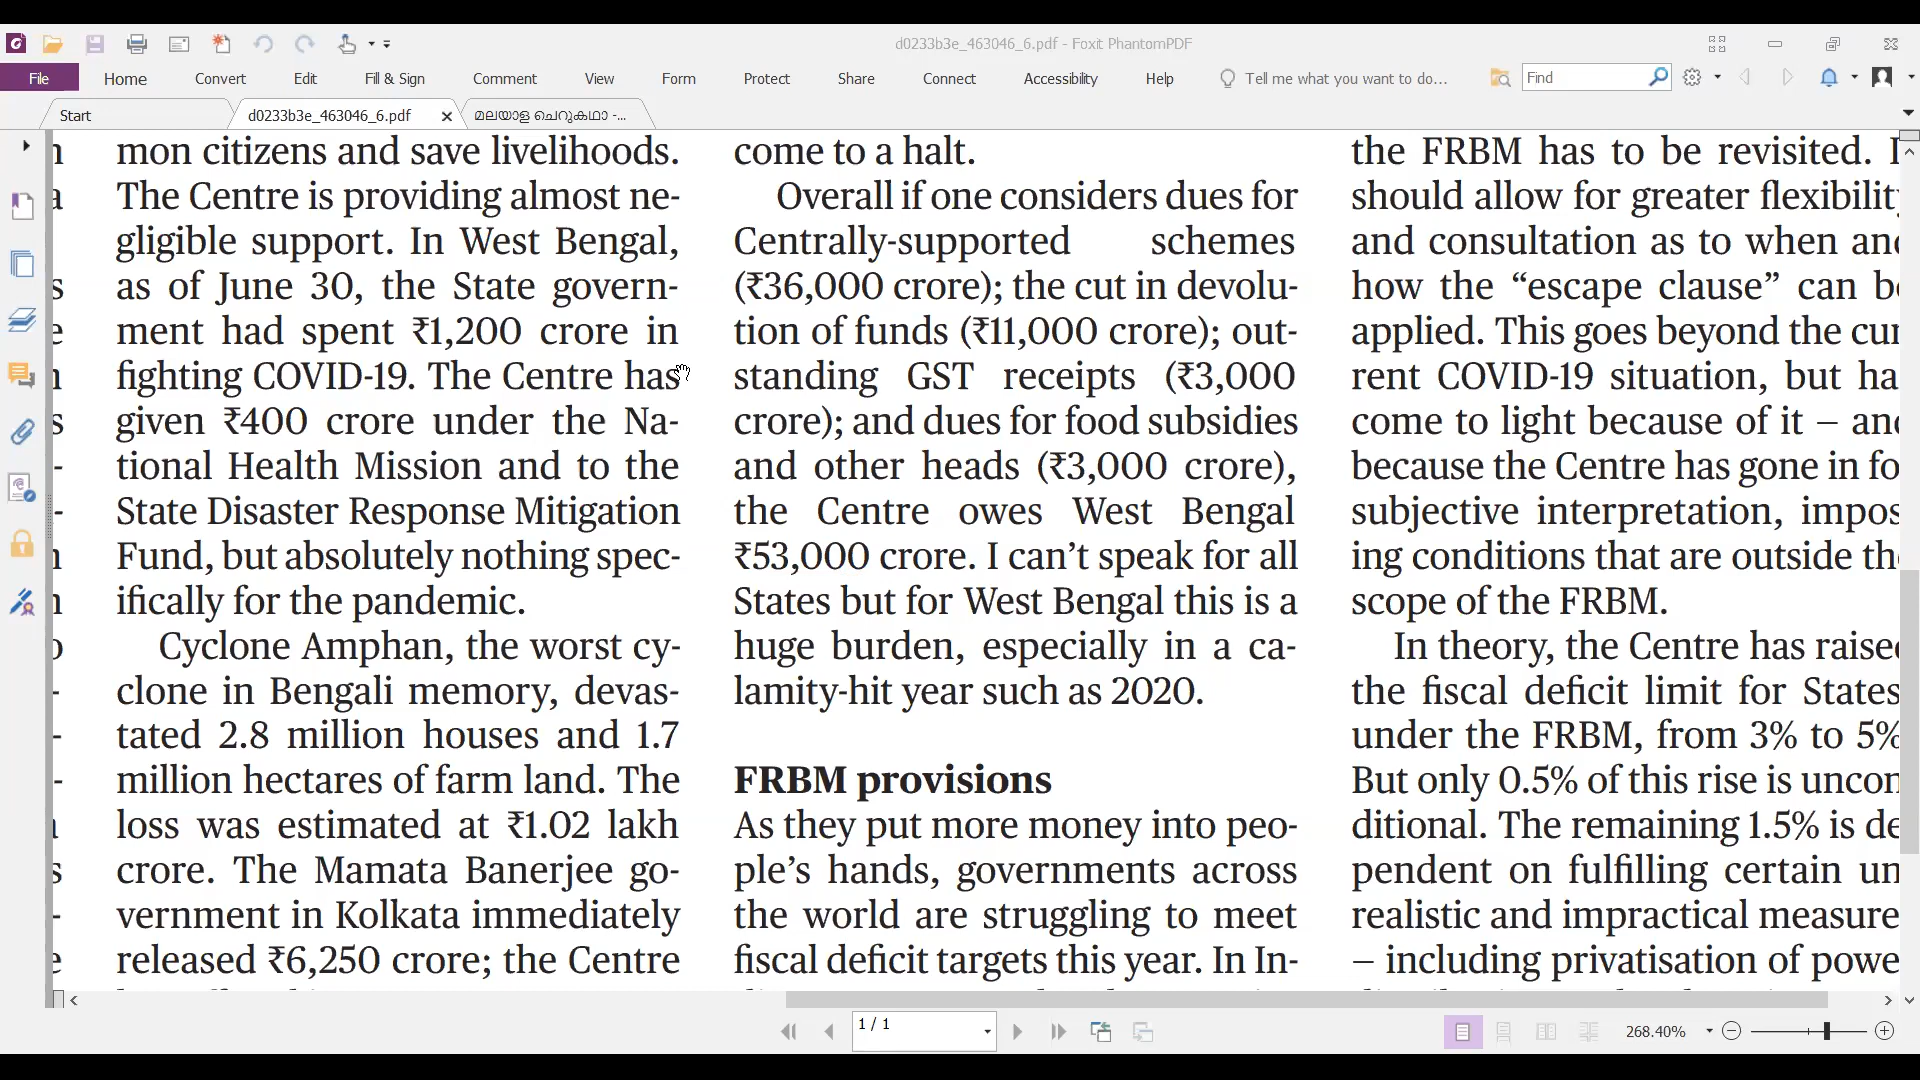 d0233b3e_463046_6.pdf - Foxit PhantomPDF
File Home Convert Edit Fill & Sign Comment View Form Protect Share Connect Accessibility Help Tell me what you want to do... Find
Start d0233b3e_463046_6.pdf മലയാള ചെറുകഥാ -...
mon citizens and save livelihoods.
The Centre is providing almost ne-
gligible support. In West Bengal,
as of June 30, the State govern-
ment had spent ₹1,200 crore in
fighting COVID-19. The Centre has
given ₹400 crore under the Na-
tional Health Mission and to the
State Disaster Response Mitigation
Fund, but absolutely nothing spec-
ifically for the pandemic.
Cyclone Amphan, the worst cy-
clone in Bengali memory, devas-
tated 2.8 million houses and 1.7
million hectares of farm land. The
loss was estimated at ₹1.02 lakh
crore. The Mamata Banerjee go-
vernment in Kolkata immediately
released ₹6,250 crore; the Centre
come to a halt.
Overall if one considers dues for
Centrally-supported schemes
(₹36,000 crore); the cut in devolu-
tion of funds (₹11,000 crore); out-
standing GST receipts (₹3,000
crore); and dues for food subsidies
and other heads (₹3,000 crore),
the Centre owes West Bengal
₹53,000 crore. I can’t speak for all
States but for West Bengal this is a
huge burden, especially in a ca-
lamity-hit year such as 2020.
FRBM provisions
As they put more money into peo-
ple’s hands, governments across
the world are struggling to meet
fiscal deficit targets this year. In In-
the FRBM has to be revisited. I
should allow for greater flexibilit
and consultation as to when an
how the “escape clause” can b
applied. This goes beyond the cur
rent COVID-19 situation, but ha
come to light because of it – an
because the Centre has gone in fo
subjective interpretation, impos
ing conditions that are outside th
scope of the FRBM.
In theory, the Centre has raise
the fiscal deficit limit for States
under the FRBM, from 3% to 5%
But only 0.5% of this rise is uncon
ditional. The remaining 1.5% is de
pendent on fulfilling certain un
realistic and impractical measure
– including privatisation of powe
1 / 1
268.40%